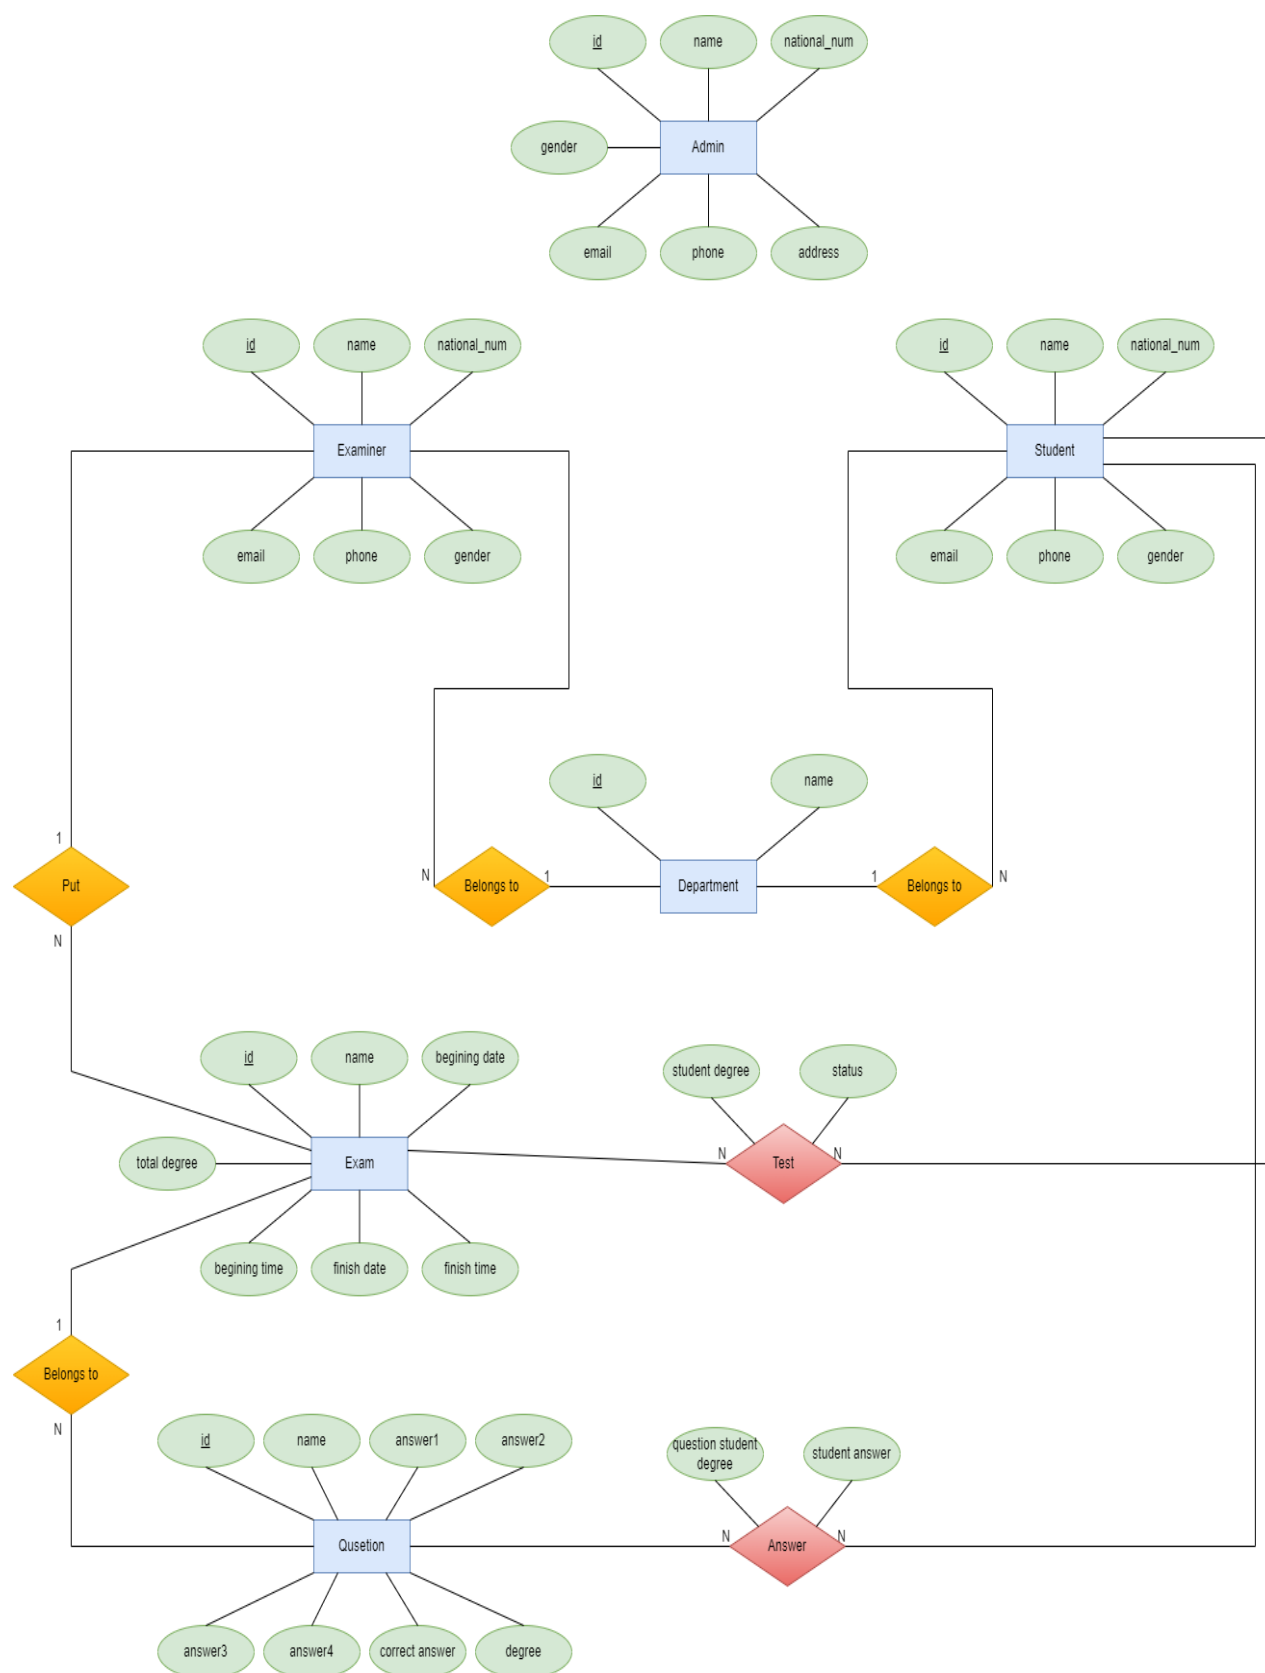 id
name
national_num
gender
Admin
email
phone
address
id
name
national_num
id
name
national_num
Examiner
Student
email
phone
gender
email
phone
gender
id
name
1
Put
N
N
Belongs to
1
Department
1
Belongs to
N
id
name
begining date
student degree
status
total degree
Exam
N
Test
N
begining time
finish date
finish time
1
Belongs to
N
id
name
answer1
answer2
question student
degree
student answer
Qusetion
N
Answer
N
answer3
answer4
correct answer
degree